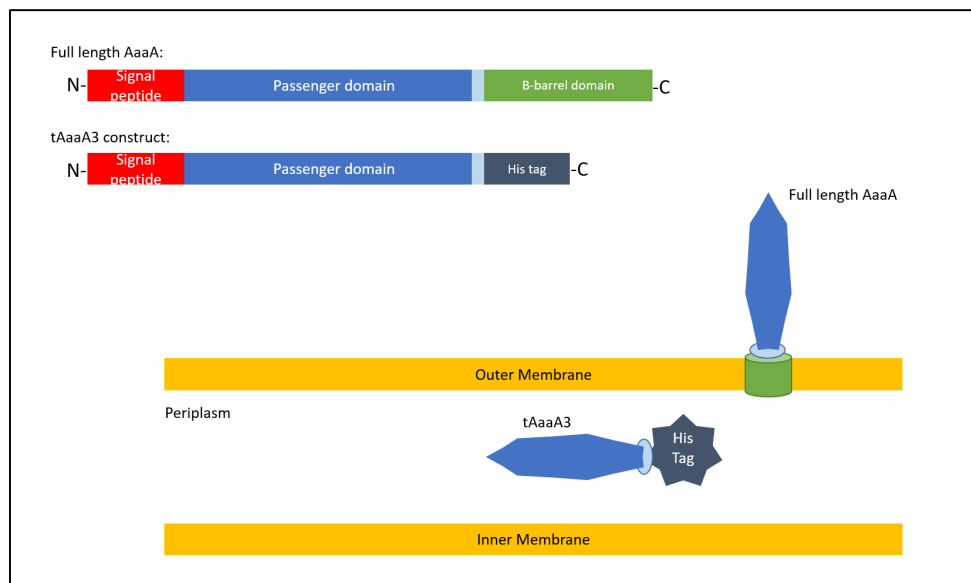 Full length AaaA:
N-
Signal
peptide
Passenger domain
B-barrel domain
-C
tAaaA3 construct:
N-
Signal
peptide
Passenger domain
His tag
-C
Full length AaaA
Outer Membrane
Periplasm
tAaaA3
His
Tag
Inner Membrane